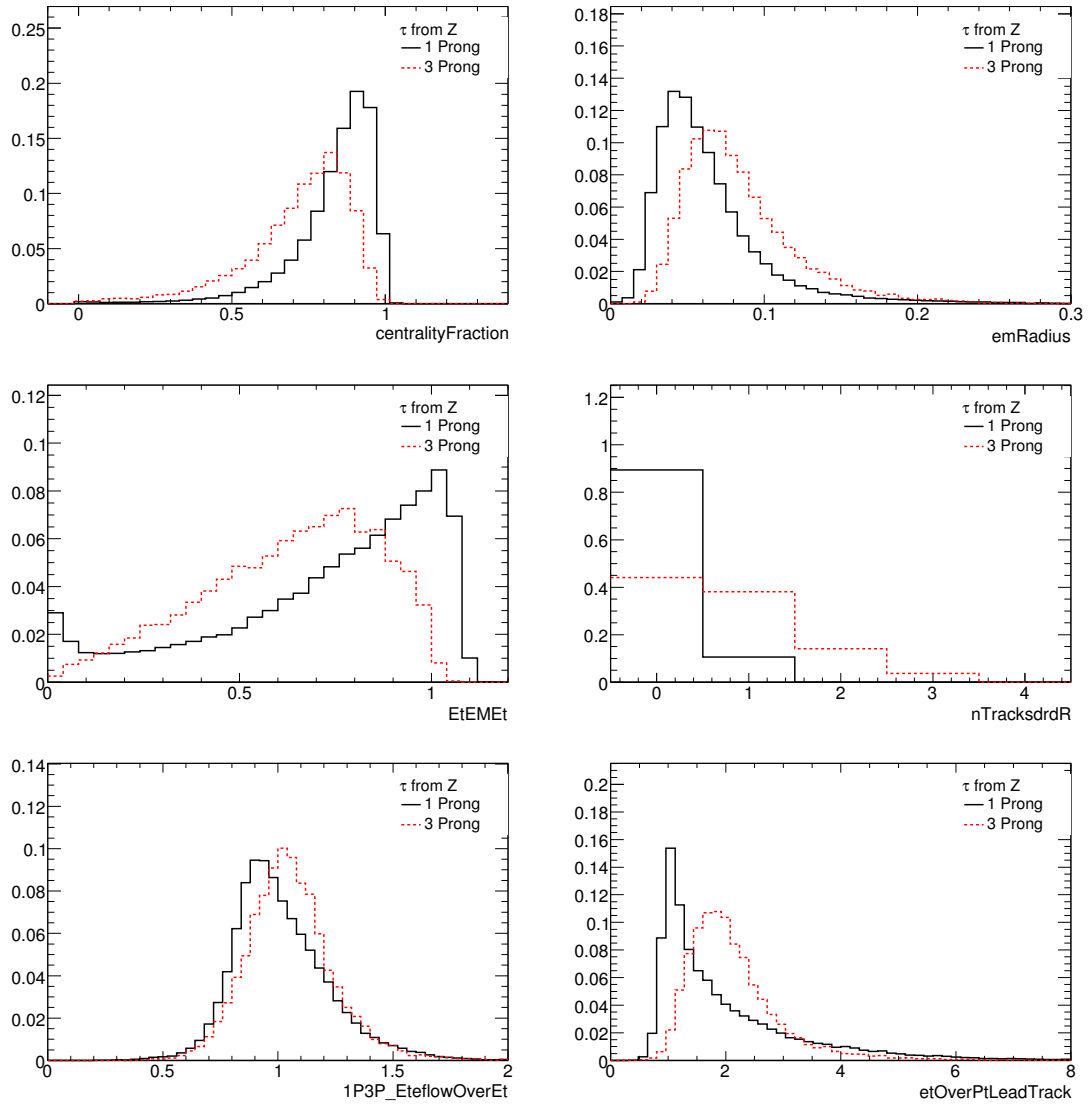 0.25
0.2
0.15
0.1
0.05
0
0 0.5 1
centralityFraction
τ from Z
1 Prong
3 Prong
0.18
0.16
0.14
0.12
0.1
0.08
0.06
0.04
0.02
0
0 0.1 0.2 0.3
emRadius
τ from Z
1 Prong
3 Prong
0.12
0.1
0.08
0.06
0.04
0.02
0
0 0.5 1
EtEMEt
τ from Z
1 Prong
3 Prong
1.2
1
0.8
0.6
0.4
0.2
0
0 1 2 3 4
nTracksdrdR
τ from Z
1 Prong
3 Prong
0.14
0.12
0.1
0.08
0.06
0.04
0.02
0
0 0.5 1 1.5 2
1P3P_EteflowOverEt
τ from Z
1 Prong
3 Prong
0.2
0.18
0.16
0.14
0.12
0.1
0.08
0.06
0.04
0.02
0
0 2 4 6 8
etOverPtLeadTrack
τ from Z
1 Prong
3 Prong